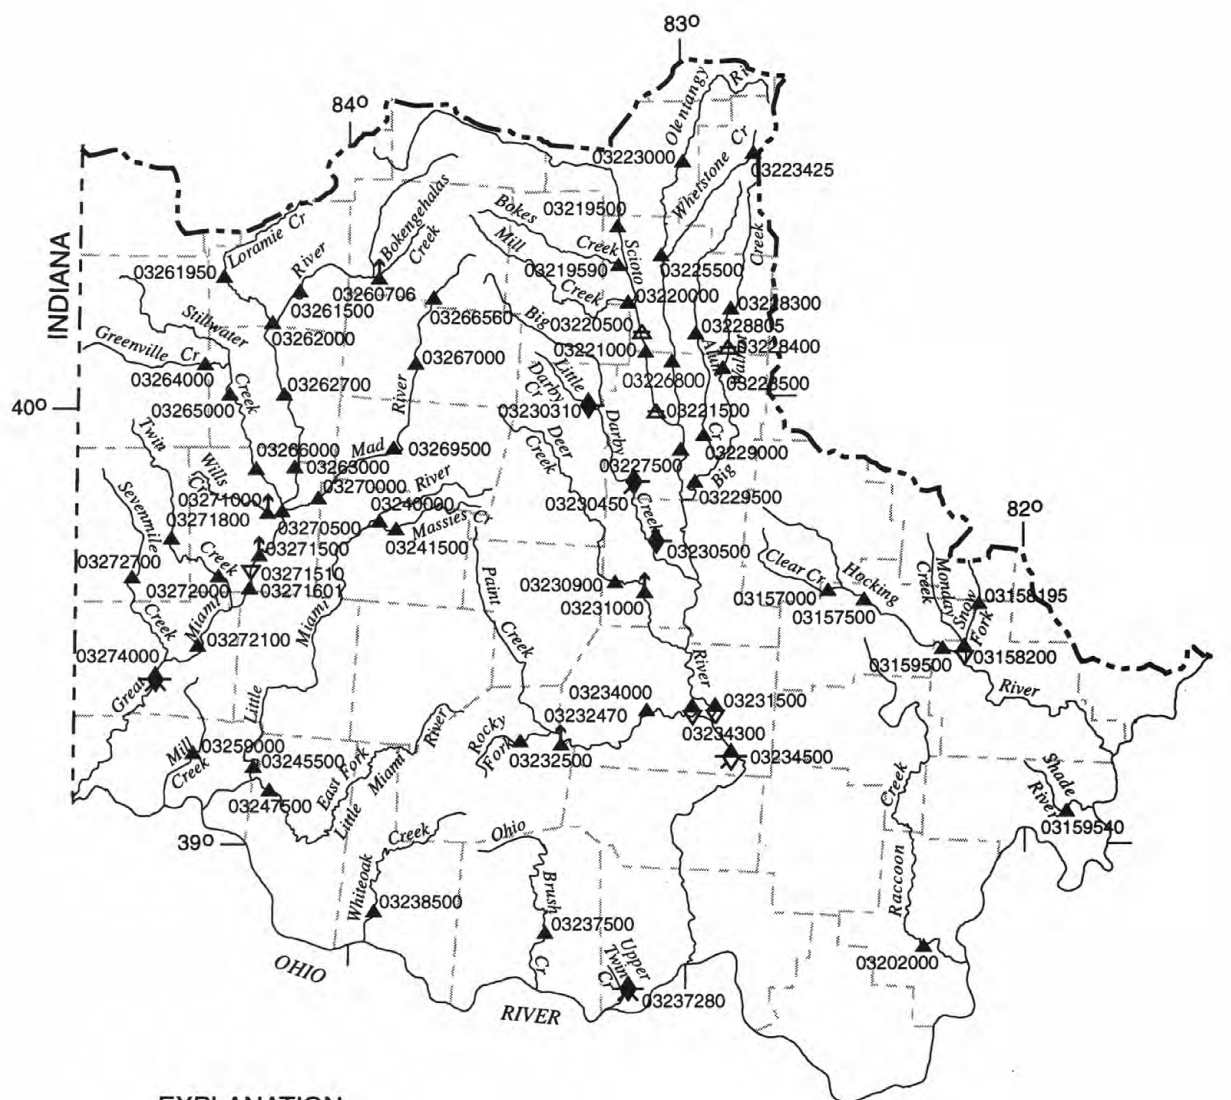 83°
84°
Olentangy
Ri
Cr
03223000
Whetstone
03223425
Bokengehalas
Creek
Bokes
Creek
03219500
Loramie Cr
River
Mill
Creek
Scioto
Creek
INDIANA
03261950
03219590
03225500
03260706
03261500
03220000
03228300
03266560
Stillwater
Big
03220500
03228805
03262000
Greenville Cr
03221000
Alum
Walnut
03228400
03267000
Little
03264000
Creek
03262700
River
Darby
Cr
03226800
03228500
40°
03265000
03230310
Darby
03221500
Twin
Deer
Creek
Cr
03266000
Mad
03269500
03229000
Wills
Cr
03263000
03227500
River
03270000
Big
Sevenmile
03271000
03240000
03229500
82°
03271800
03230450
Creek
Massies Cr
03270500
03241500
03271500
03230500
03272700
Creek
Clear Cr
Hocking
Monday
Creek
03271510
Paint
03230900
03272000
03271601
03157000
Snow
Fork
03158195
03231000
03157500
Creek
Miami
Miami
Creek
03272100
03274000
River
03159500
03158200
Great
Little
03234000
03231500
River
03232470
River
Rocky
Fork
03234300
Mill
Creek
03259000
03232500
03234500
03245500
East Fork
Little
Miami
Shade
River
Creek
03247500
39°
Creek
Ohio
03159540
Whiteoak
Brush
Raccoon
03238500
03237500
Cr
Upper
Twin
Cr
03202000
OHIO
03237280
RIVER
EXPLANATION